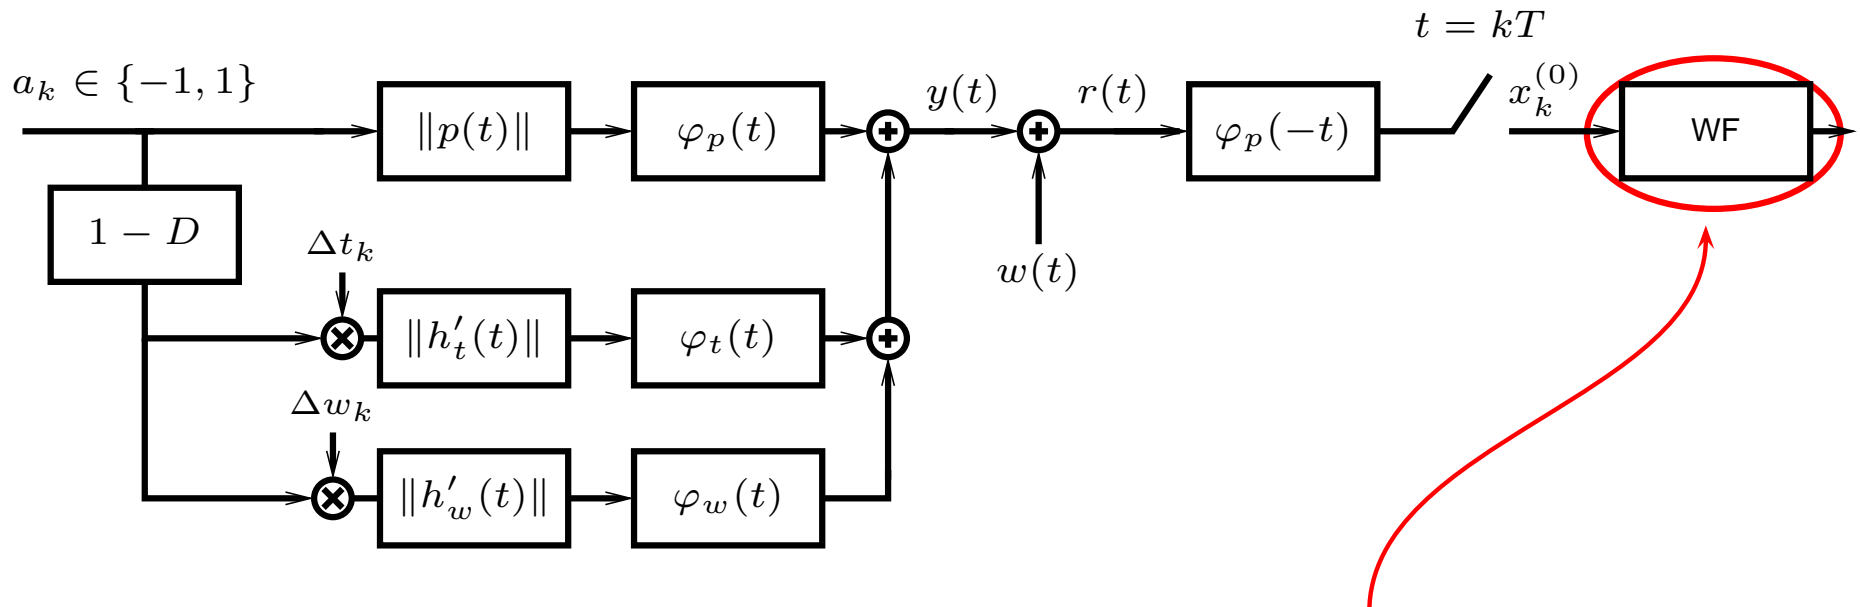 t = kT
a_k ∈ {−1, 1}
‖p(t)‖
φ_p(t)
y(t)
r(t)
φ_p(−t)
x_k^{(0)}
WF
1 − D
Δt_k
w(t)
‖h′_t(t)‖
φ_t(t)
Δw_k
‖h′_w(t)‖
φ_w(t)